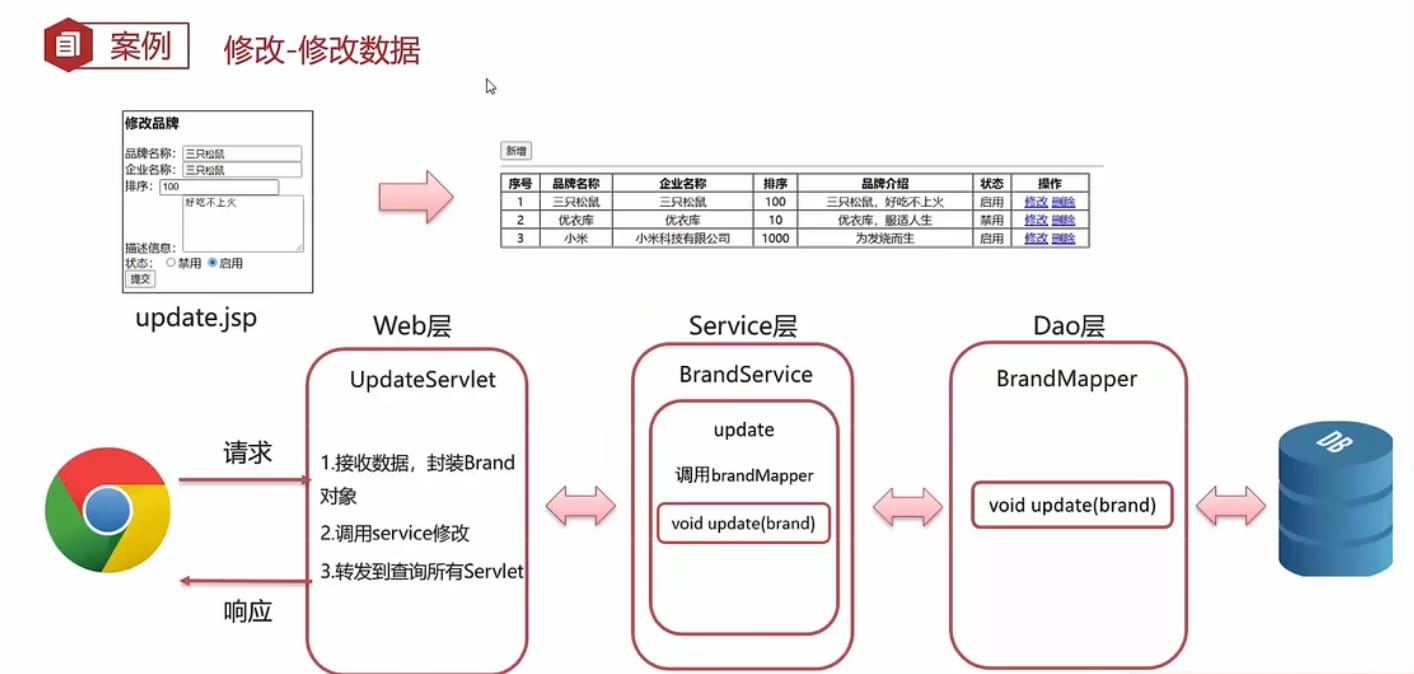 案例
修改-修改数据
修改品牌
品牌名称： 三只松鼠
企业名称： 三只松鼠
排序： 100
好吃不上火
描述信息：
状态： 禁用 启用
提交
update.jsp
新增
序号 品牌名称 企业名称 排序 品牌介绍 状态 操作
1 三只松鼠 三只松鼠 100 三只松鼠，好吃不上火 启用 修改 删除
2 优衣库 优衣库 10 优衣库，服适人生 禁用 修改 删除
3 小米 小米科技有限公司 1000 为发烧而生 启用 修改 删除
请求
响应
Web层
UpdateServlet
1.接收数据，封装Brand
对象
2.调用service修改
3.转发到查询所有Servlet
Service层
BrandService
update
调用brandMapper
void update(brand)
Dao层
BrandMapper
void update(brand)
DB